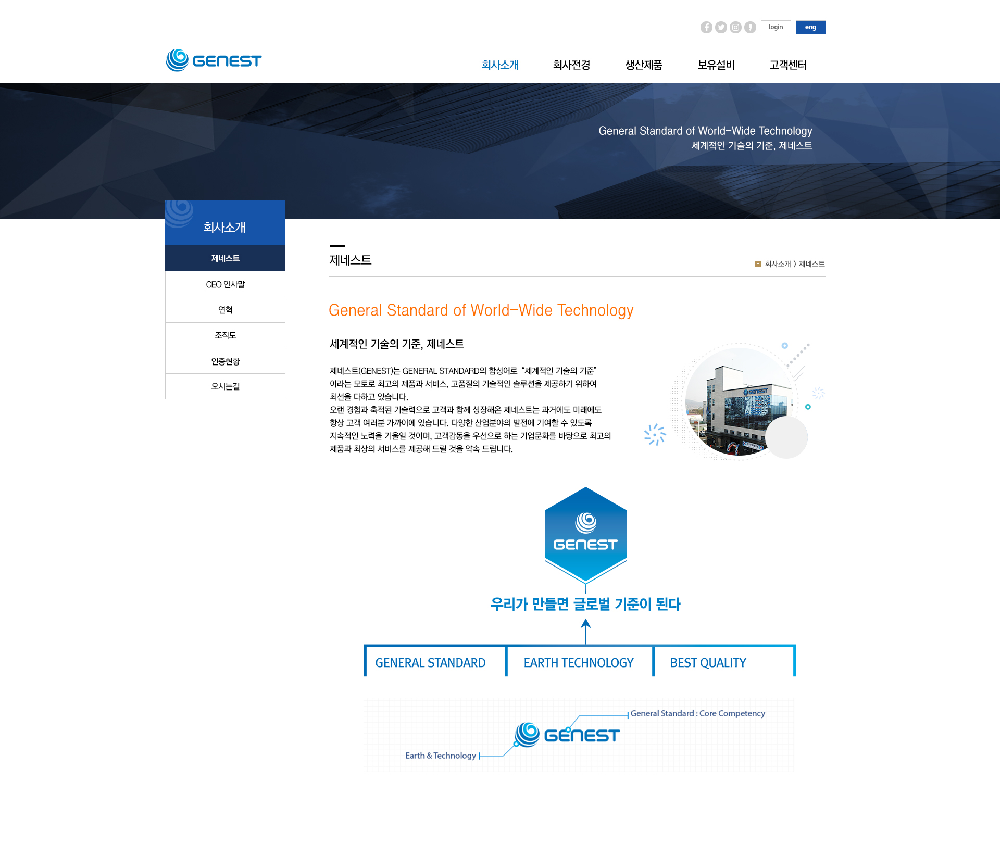 login
eng
GENEST
회사소개
회사전경
생산제품
보유설비
고객센터
General Standard of World-Wide Technology
세계적인 기술의 기준, 제네스트
회사소개
제네스트
CEO 인사말
연혁
조직도
인증현황
오시는길
제네스트
H 회사소개 > 제네스트
General Standard of World-Wide Technology
세계적인 기술의 기준, 제네스트
제네스트(GENEST)는 GENERAL STANDARD의 합성어로 “세계적인 기술의 기준”
이라는 모토로 최고의 제품과 서비스, 고품질의 기술적인 솔루션을 제공하기 위하여
최선을 다하고 있습니다.
오랜 경험과 축적된 기술력으로 고객과 함께 성장해온 제네스트는 과거에도 미래에도
항상 고객 여러분 가까이에 있습니다. 다양한 산업분야의 발전에 기여할 수 있도록
지속적인 노력을 기울일 것이며, 고객감동을 우선으로 하는 기업문화를 바탕으로 최고의
제품과 최상의 서비스를 제공해 드릴 것을 약속 드립니다.
GENEST
GENEST
우리가 만들면 글로벌 기준이 된다
GENERAL STANDARD
EARTH TECHNOLOGY
BEST QUALITY
General Standard : Core Competency
GENEST
Earth & Technology